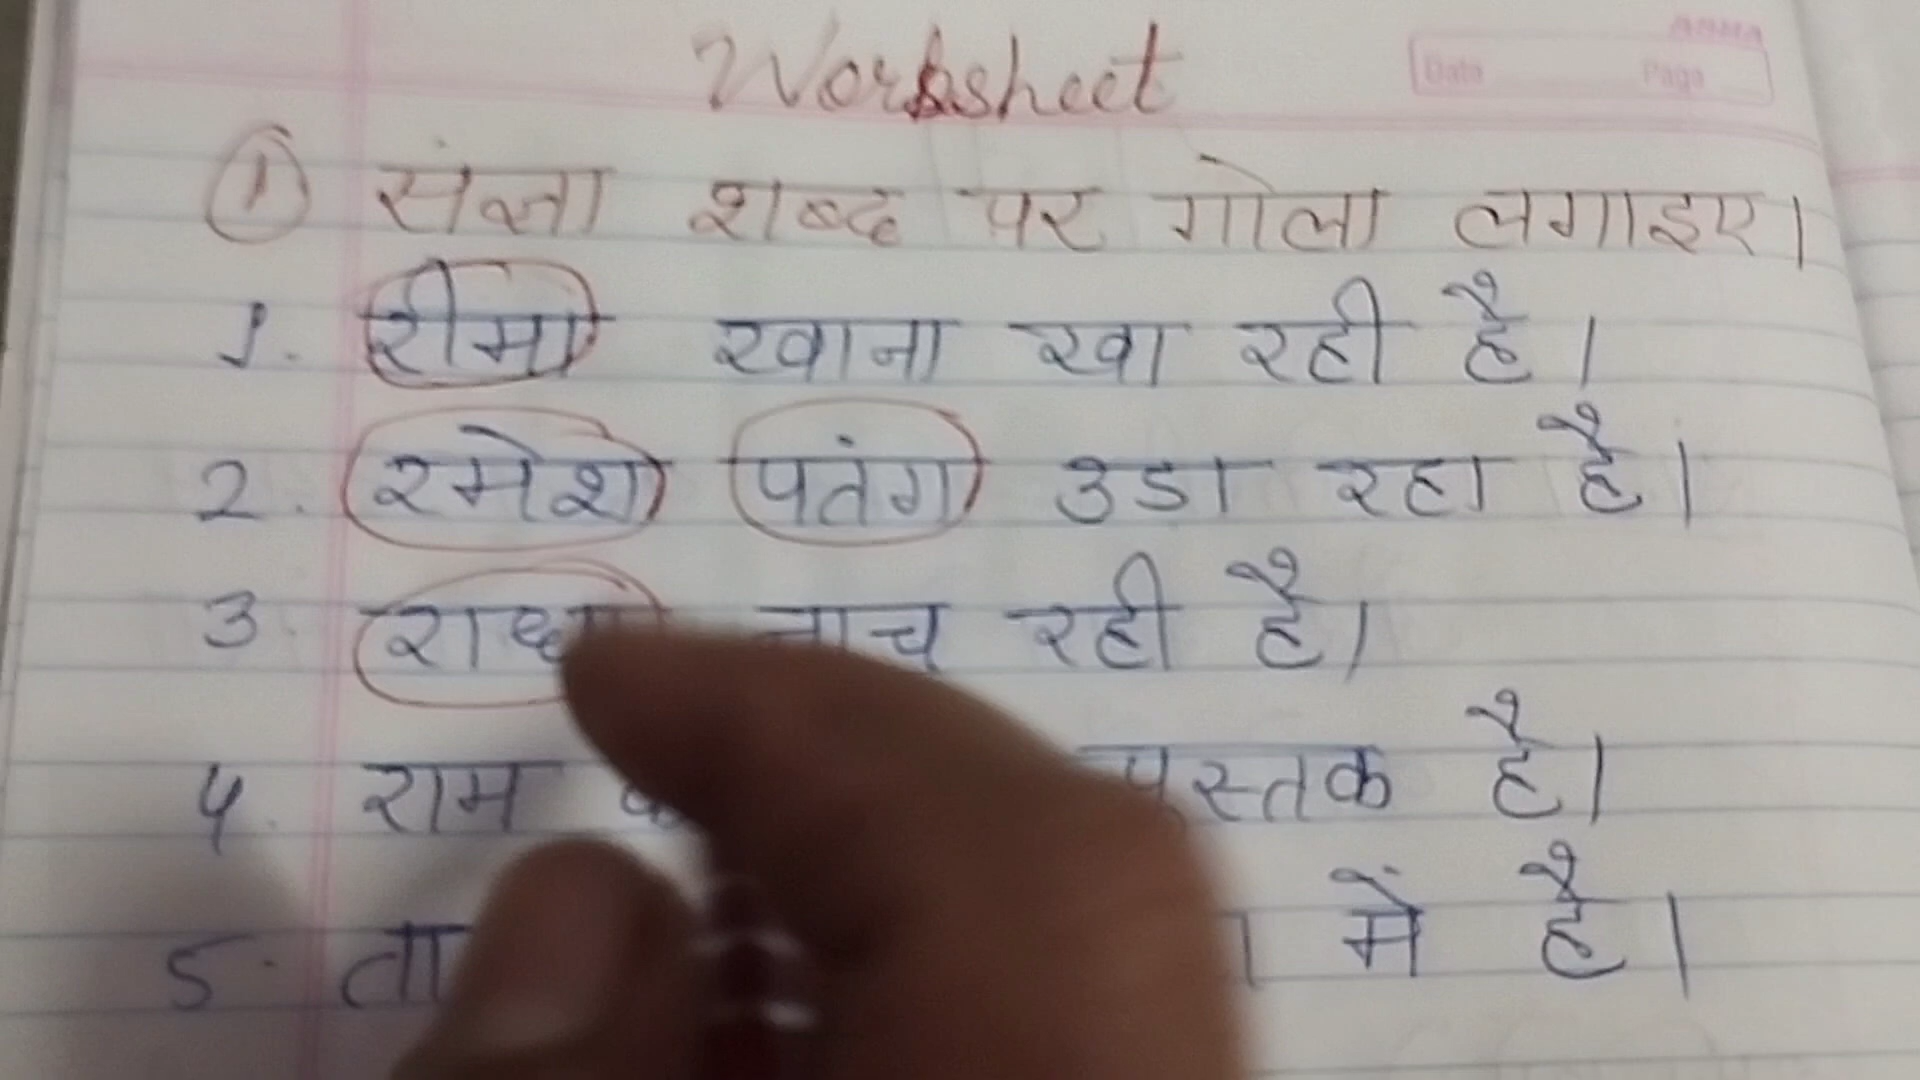 Worksheet
Date Page
① संज्ञा शब्द पर गोला लगाइए।
1. रीमा खाना खा रही है।
2. रमेश पतंग उडा रहा है।
3. नाच रही है।
4. राम पुस्तक है।
5. में है।